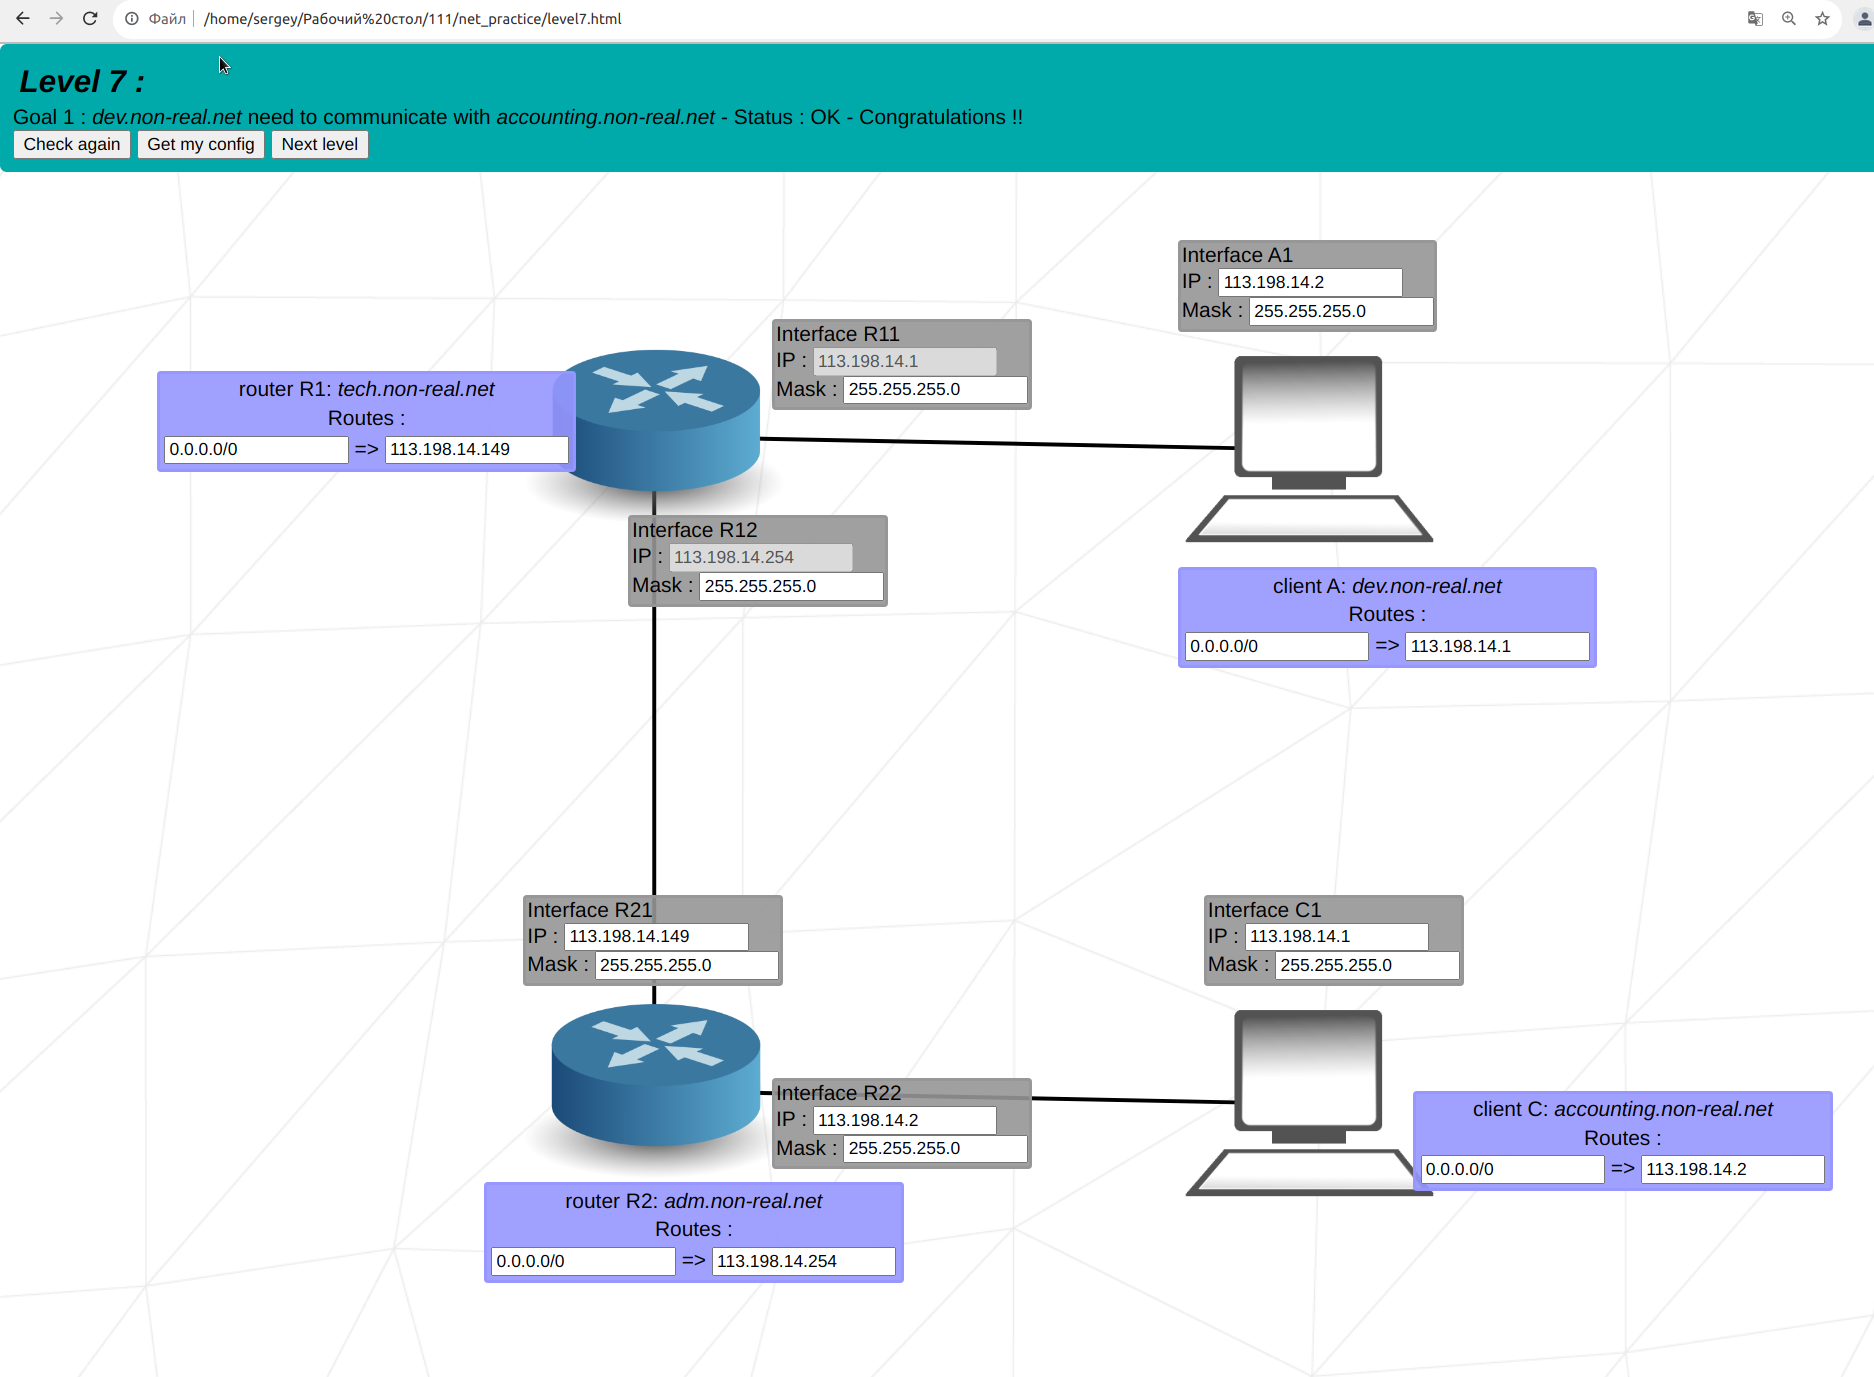 Файл /home/sergey/Рабочий%20стол/111/net_practice/level7.html
Level 7 :
Goal 1 : dev.non-real.net need to communicate with accounting.non-real.net - Status : OK - Congratulations !!
Check again Get my config Next level
Interface A1
IP : 113.198.14.2
Mask : 255.255.255.0
Interface R11
IP : 113.198.14.1
Mask : 255.255.255.0
router R1: tech.non-real.net
Routes :
0.0.0.0/0 => 113.198.14.149
Interface R12
IP : 113.198.14.254
Mask : 255.255.255.0
client A: dev.non-real.net
Routes :
0.0.0.0/0 => 113.198.14.1
Interface R21
IP : 113.198.14.149
Mask : 255.255.255.0
Interface C1
IP : 113.198.14.1
Mask : 255.255.255.0
Interface R22
IP : 113.198.14.2
Mask : 255.255.255.0
client C: accounting.non-real.net
Routes :
0.0.0.0/0 => 113.198.14.2
router R2: adm.non-real.net
Routes :
0.0.0.0/0 => 113.198.14.254